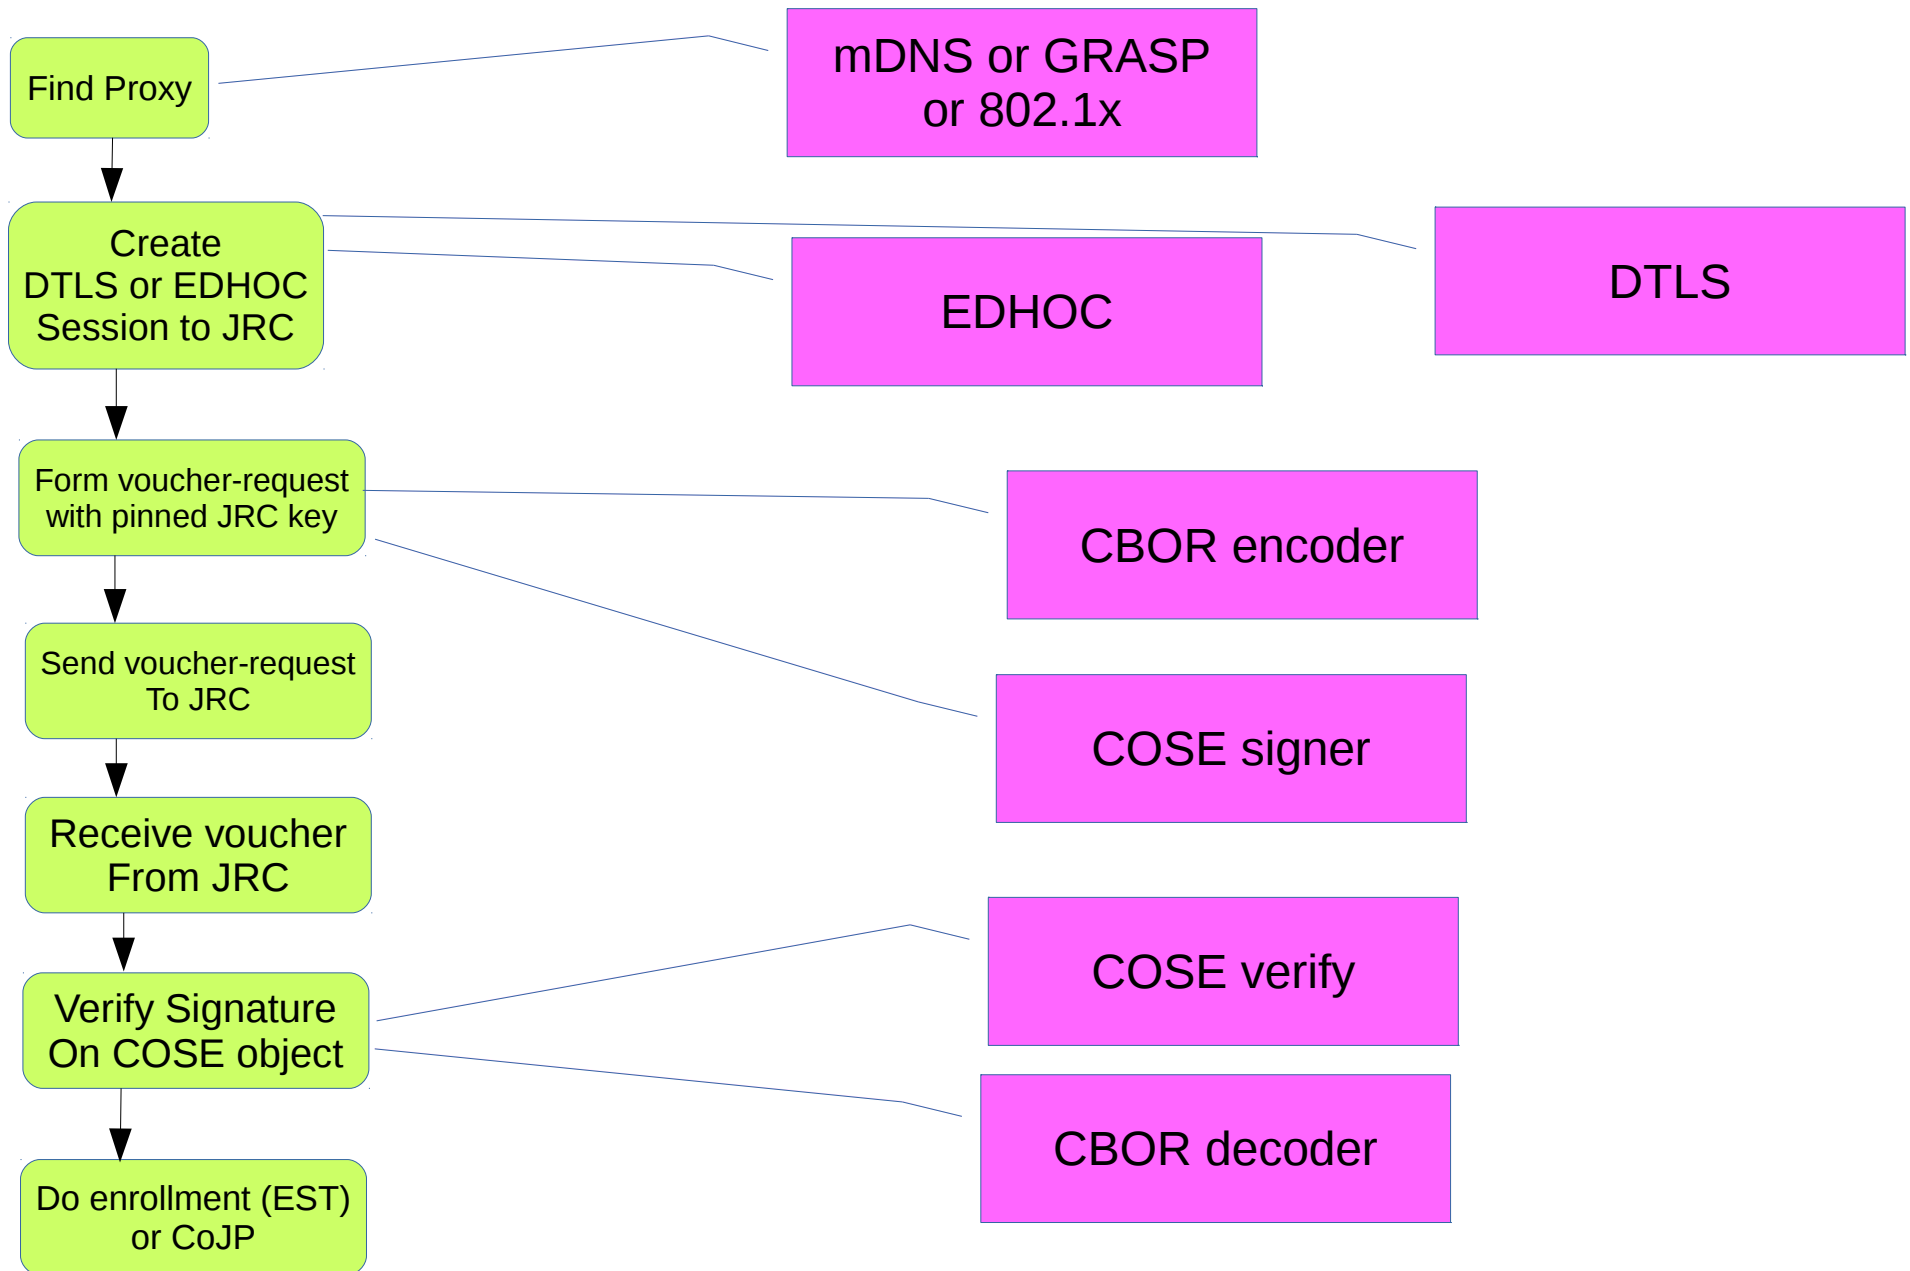 Find Proxy
mDNS or GRASP
or 802.1x
Create
DTLS or EDHOC
Session to JRC
EDHOC
DTLS
Form voucher-request
with pinned JRC key
CBOR encoder
COSE signer
Send voucher-request
To JRC
Receive voucher
From JRC
Verify Signature
On COSE object
COSE verify
CBOR decoder
Do enrollment (EST)
or CoJP